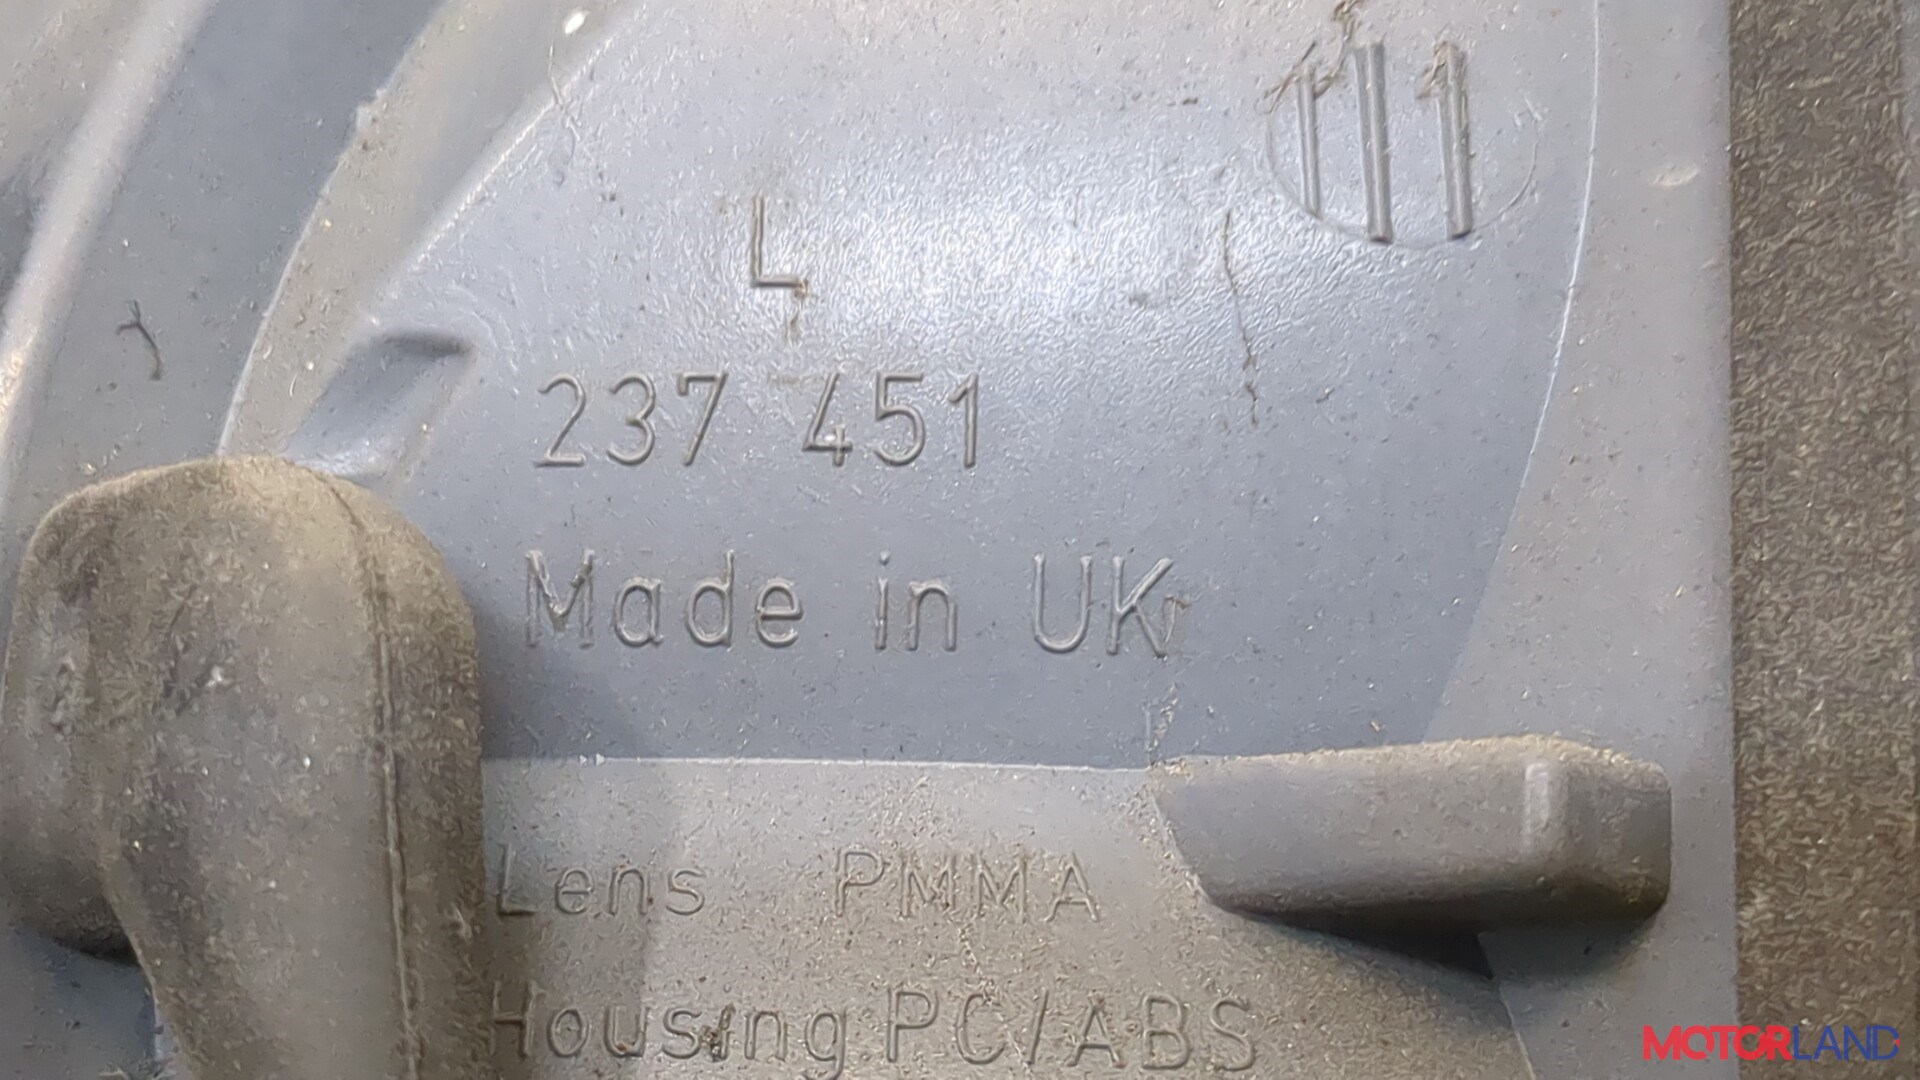 L
237 451
Made in UK
Lens PMMA
Housing PC/ABS
MOTORLAND